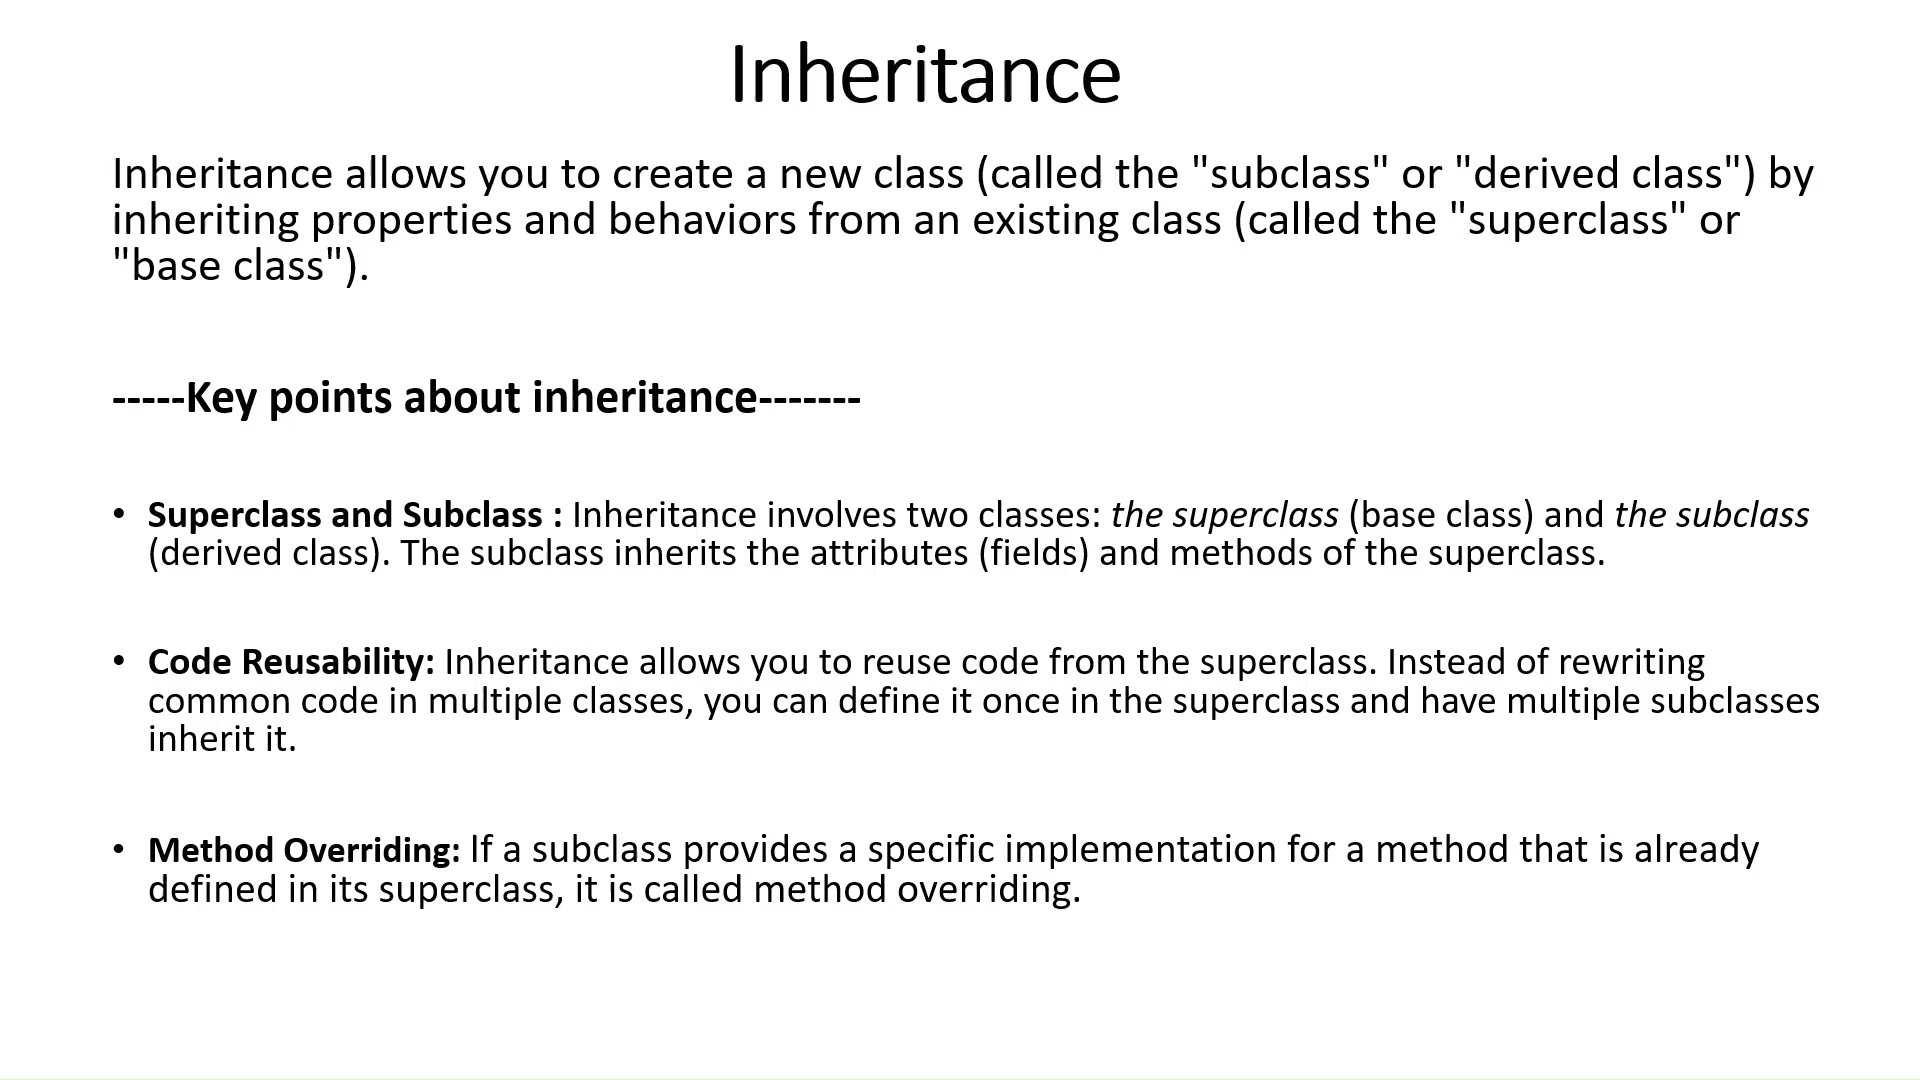 Inheritance
Inheritance allows you to create a new class (called the "subclass" or "derived class") by
inheriting properties and behaviors from an existing class (called the "superclass" or
"base class").
-----Key points about inheritance-------
• Superclass and Subclass : Inheritance involves two classes: the superclass (base class) and the subclass
(derived class). The subclass inherits the attributes (fields) and methods of the superclass.
• Code Reusability: Inheritance allows you to reuse code from the superclass. Instead of rewriting
common code in multiple classes, you can define it once in the superclass and have multiple subclasses
inherit it.
• Method Overriding: If a subclass provides a specific implementation for a method that is already
defined in its superclass, it is called method overriding.